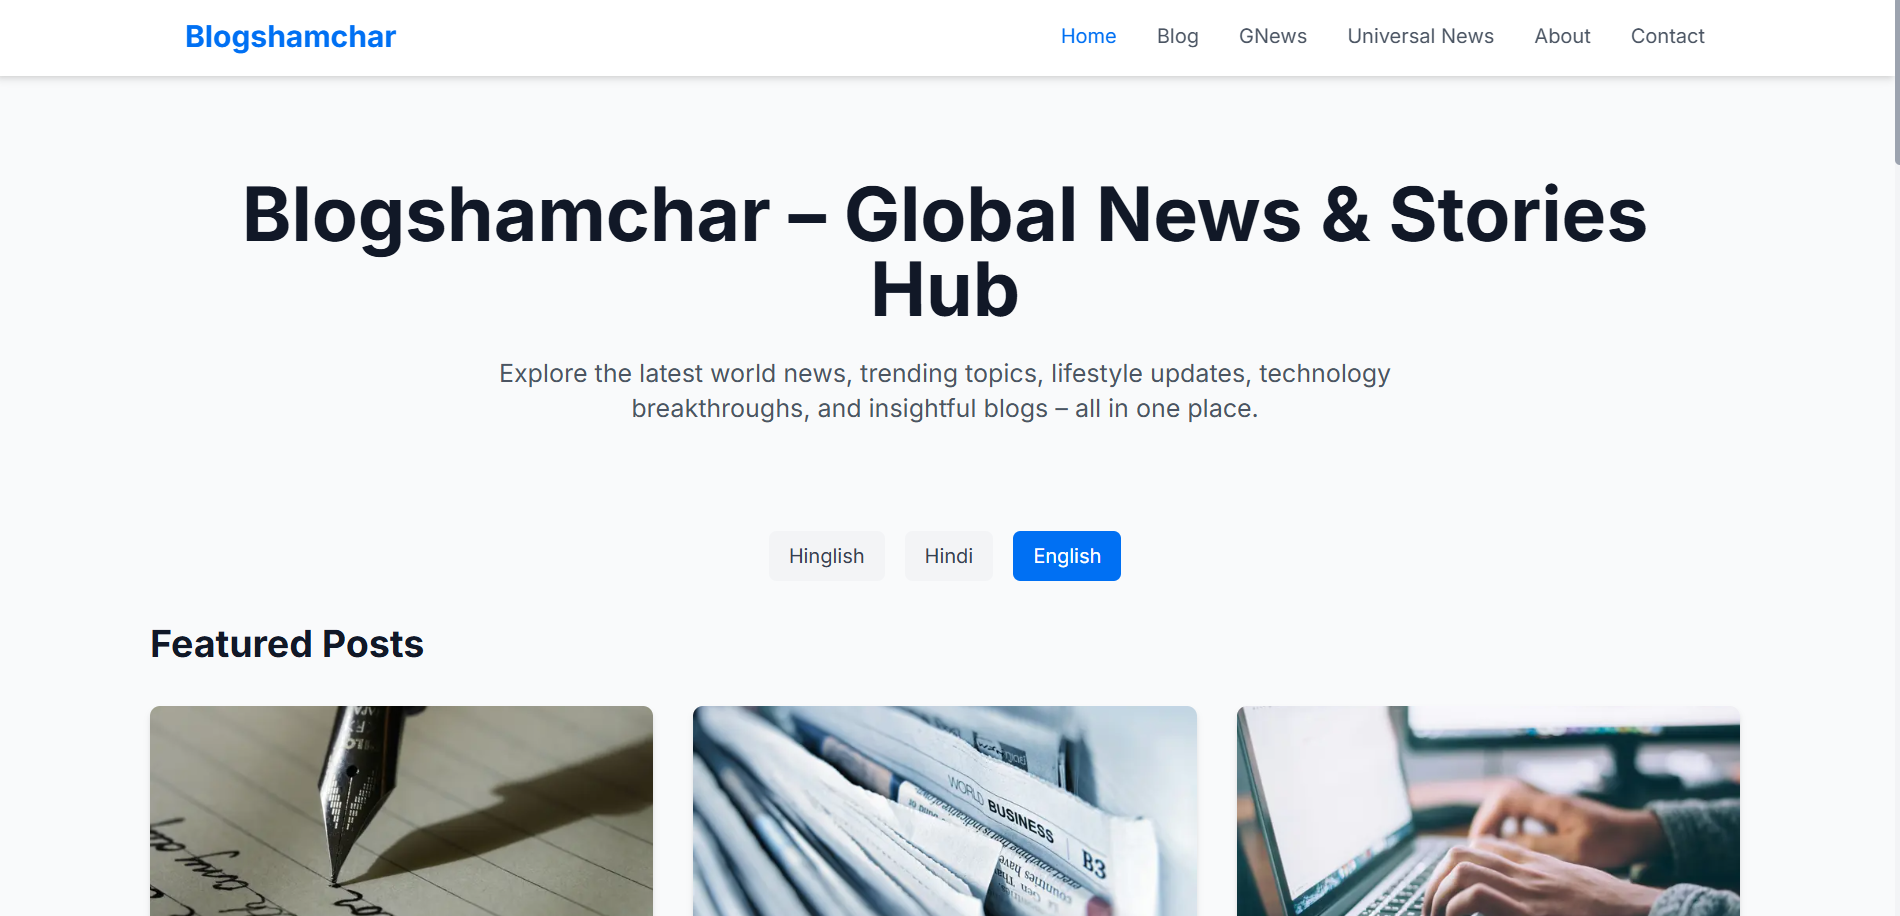 Blogshamchar
Home Blog GNews Universal News About Contact
Blogshamchar – Global News & Stories
Hub
Explore the latest world news, trending topics, lifestyle updates, technology
breakthroughs, and insightful blogs – all in one place.
Hinglish Hindi English
Featured Posts
WORLD BUSINESS B3
countries have